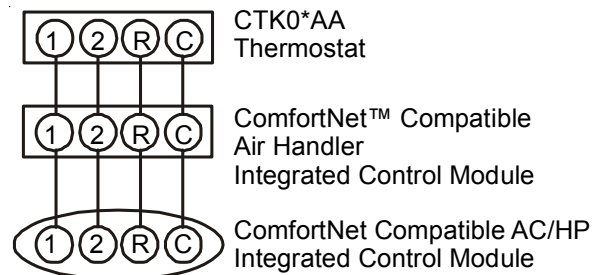 1 2 R C
CTK0*AA
Thermostat
1 2 R C
ComfortNet™ Compatible
Air Handler
Integrated Control Module
1 2 R C
ComfortNet Compatible AC/HP
Integrated Control Module